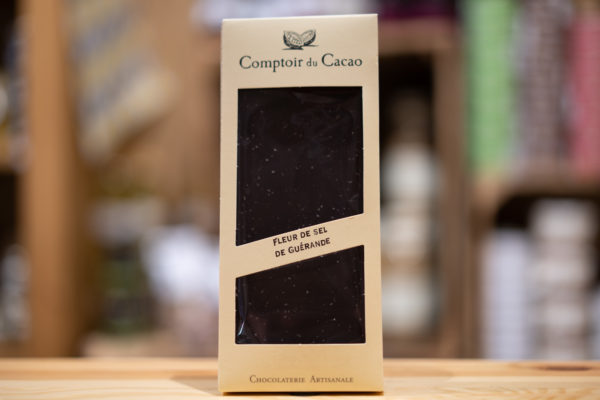 Comptoir du Cacao
Fleur de sel
de Guérande
Chocolaterie Artisanale